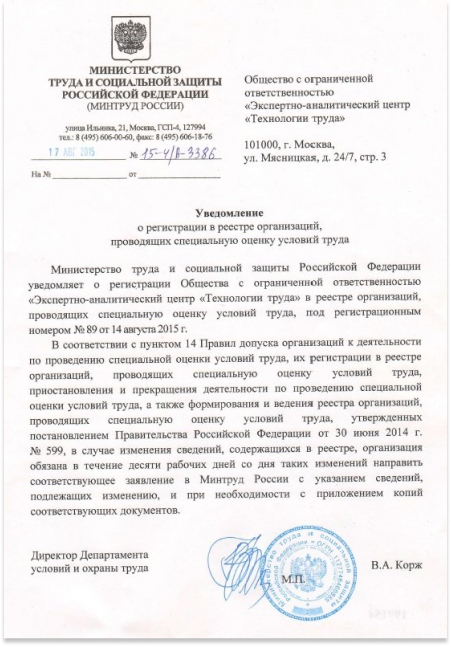 МИНИСТЕРСТВО
ТРУДА И СОЦИАЛЬНОЙ ЗАЩИТЫ
РОССИЙСКОЙ ФЕДЕРАЦИИ
(МИНТРУД РОССИИ)
улица Ильинка, 21, Москва, ГСП-4, 127994
тел.: 8 (495) 606-00-60, факс: 8 (495) 606-18-76
17 АВГ 2015 № 15-4/В-3386
На № от
Общество с ограниченной
ответственностью
«Экспертно-аналитический центр
«Технологии труда»
101000, г. Москва,
ул. Мясницкая, д. 24/7, стр. 3
Уведомление
о регистрации в реестре организаций,
проводящих специальную оценку условий труда
Министерство труда и социальной защиты Российской Федерации
уведомляет о регистрации Общества с ограниченной ответственностью
«Экспертно-аналитический центр «Технологии труда» в реестре организаций,
проводящих специальную оценку условий труда, под регистрационным
номером № 89 от 14 августа 2015 г.
В соответствии с пунктом 14 Правил допуска организаций к деятельности
по проведению специальной оценки условий труда, их регистрации в реестре
организаций, проводящих специальную оценку условий труда,
приостановления и прекращения деятельности по проведению специальной
оценки условий труда, а также формирования и ведения реестра организаций,
проводящих специальную оценку условий труда, утвержденных
постановлением Правительства Российской Федерации от 30 июня 2014 г.
№ 599, в случае изменения сведений, содержащихся в реестре, организация
обязана в течение десяти рабочих дней со дня таких изменений направить
соответствующее заявление в Минтруд России с указанием сведений,
подлежащих изменению, и при необходимости с приложением копий
соответствующих документов.
Директор Департамента
условий и охраны труда
М.П.
В.А. Корж